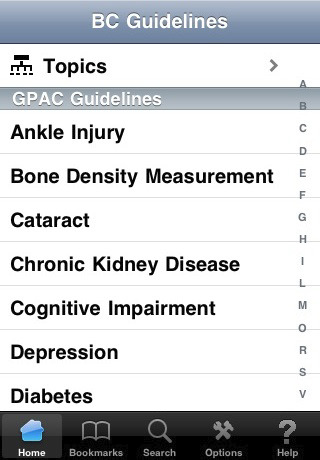 BC Guidelines
Topics
GPAC Guidelines
Ankle Injury
Bone Density Measurement
Cataract
Chronic Kidney Disease
Cognitive Impairment
Depression
Diabetes
A
B
C
D
E
F
G
H
I
L
M
O
R
S
V
Home
Bookmarks
Search
Options
Help